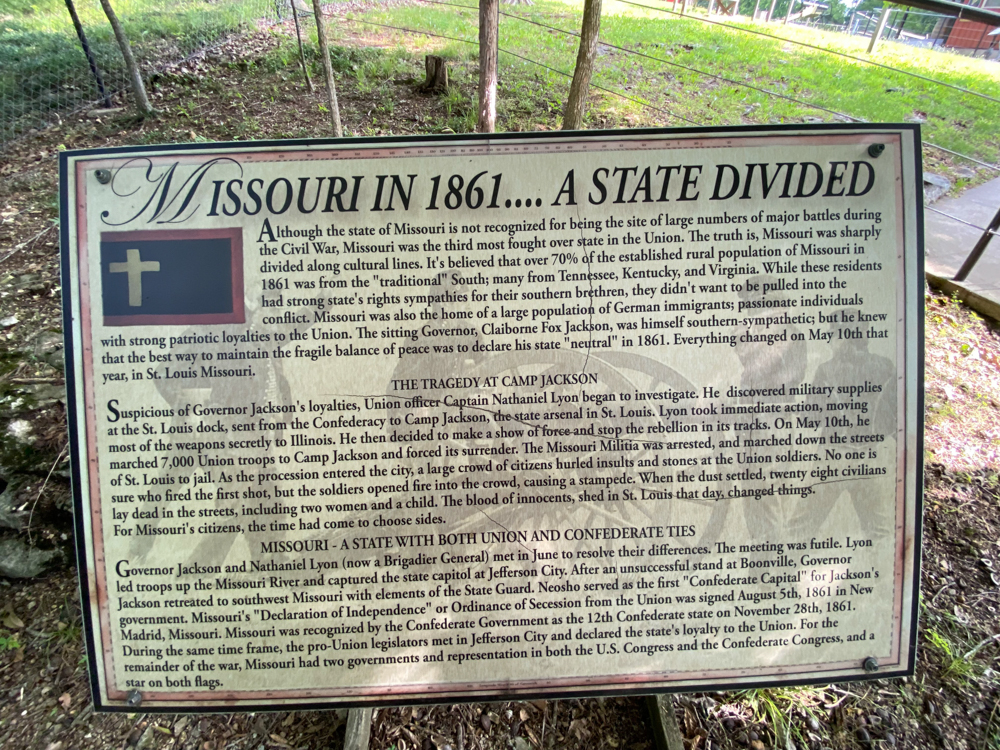 MISSOURI IN 1861.... A STATE DIVIDED
Although the state of Missouri is not recognized for being the site of large numbers of major battles during
the Civil War, Missouri was the third most fought over state in the Union. The truth is, Missouri was sharply
divided along cultural lines. It's believed that over 70% of the established rural population of Missouri in
1861 was from the "traditional" South; many from Tennessee, Kentucky, and Virginia. While these residents
had strong state's rights sympathies for their southern brethren, they didn't want to be pulled into the
conflict. Missouri was also the home of a large population of German immigrants; passionate individuals
with strong patriotic loyalties to the Union. The sitting Governor, Claiborne Fox Jackson, was himself southern-sympathetic; but he knew
that the best way to maintain the fragile balance of peace was to declare his state "neutral" in 1861. Everything changed on May 10th that
year, in St. Louis Missouri.
THE TRAGEDY AT CAMP JACKSON
Suspicious of Governor Jackson's loyalties, Union officer Captain Nathaniel Lyon began to investigate. He discovered military supplies
at the St. Louis dock, sent from the Confederacy to Camp Jackson, the state arsenal in St. Louis. Lyon took immediate action, moving
most of the weapons secretly to Illinois. He then decided to make a show of force and stop the rebellion in its tracks. On May 10th, he
marched 7,000 Union troops to Camp Jackson and forced its surrender. The Missouri Militia was arrested, and marched down the streets
of St. Louis to jail. As the procession entered the city, a large crowd of citizens hurled insults and stones at the Union soldiers. No one is
sure who fired the first shot, but the soldiers opened fire into the crowd, causing a stampede. When the dust settled, twenty eight civilians
lay dead in the streets, including two women and a child. The blood of innocents, shed in St. Louis that day, changed things.
For Missouri's citizens, the time had come to choose sides.
MISSOURI - A STATE WITH BOTH UNION AND CONFEDERATE TIES
Governor Jackson and Nathaniel Lyon (now a Brigadier General) met in June to resolve their differences. The meeting was futile. Lyon
led troops up the Missouri River and captured the state capitol at Jefferson City. After an unsuccessful stand at Boonville, Governor
Jackson retreated to southwest Missouri with elements of the State Guard. Neosho served as the first "Confederate Capital" for Jackson's
government. Missouri's "Declaration of Independence" or Ordinance of Secession from the Union was signed August 5th, 1861 in New
Madrid, Missouri. Missouri was recognized by the Confederate Government as the 12th Confederate state on November 28th, 1861.
During the same time frame, the pro-Union legislators met in Jefferson City and declared the state's loyalty to the Union. For the
remainder of the war, Missouri had two governments and representation in both the U.S. Congress and the Confederate Congress, and a
star on both flags.